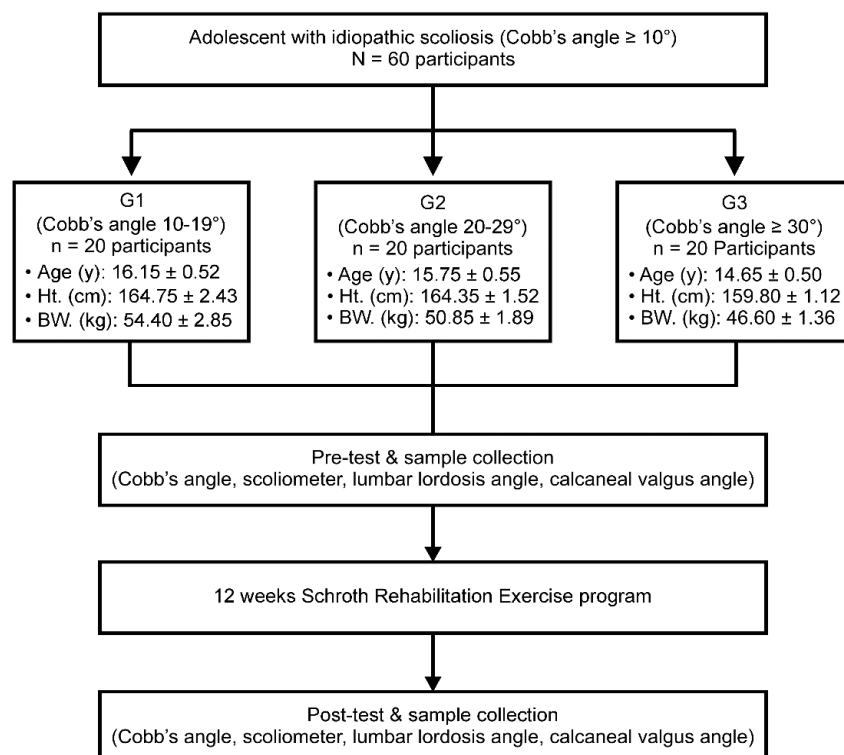 Adolescent with idiopathic scoliosis (Cobb's angle ≥ 10°)
N = 60 participants
G1
(Cobb's angle 10-19°)
n = 20 participants
• Age (y): 16.15 ± 0.52
• Ht. (cm): 164.75 ± 2.43
• BW. (kg): 54.40 ± 2.85
G2
(Cobb's angle 20-29°)
n = 20 participants
• Age (y): 15.75 ± 0.55
• Ht. (cm): 164.35 ± 1.52
• BW. (kg): 50.85 ± 1.89
G3
(Cobb's angle ≥ 30°)
n = 20 Participants
• Age (y): 14.65 ± 0.50
• Ht. (cm): 159.80 ± 1.12
• BW. (kg): 46.60 ± 1.36
Pre-test & sample collection
(Cobb's angle, scoliometer, lumbar lordosis angle, calcaneal valgus angle)
12 weeks Schroth Rehabilitation Exercise program
Post-test & sample collection
(Cobb's angle, scoliometer, lumbar lordosis angle, calcaneal valgus angle)